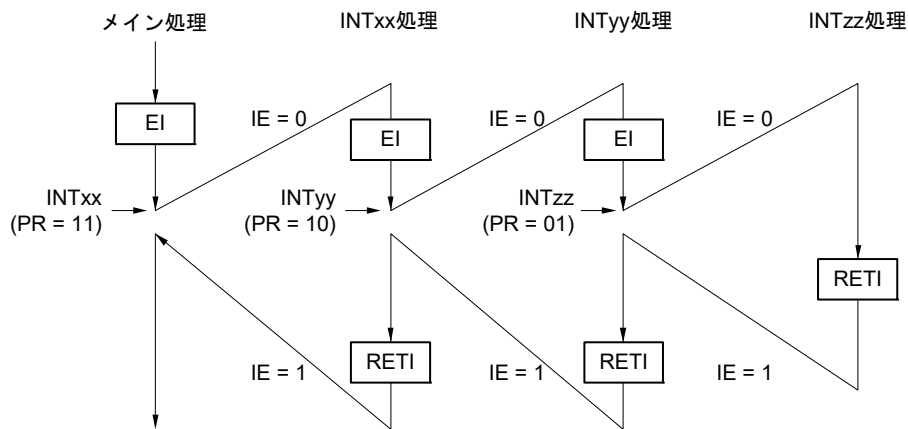 メイン処理
INTxx処理
INTyy処理
INTzz処理
EI
IE = 0
EI
IE = 0
EI
IE = 0
INTxx
(PR = 11)
INTyy
(PR = 10)
INTzz
(PR = 01)
RETI
IE = 1
RETI
IE = 1
RETI
IE = 1